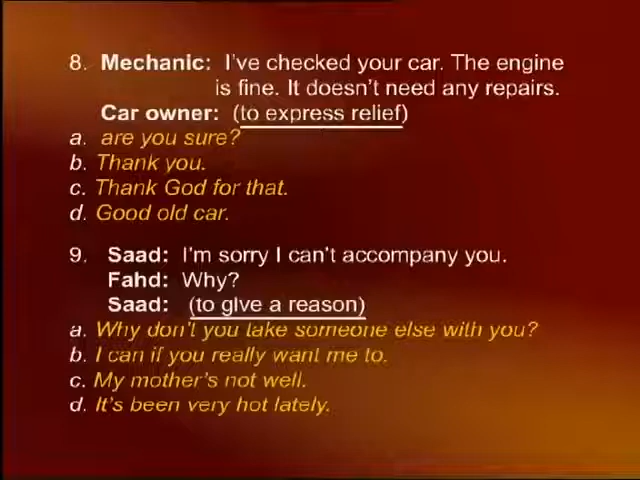 8. Mechanic: I've checked your car. The engine
is fine. It doesn't need any repairs.
Car owner: (to express relief)
a. are you sure?
b. Thank you.
c. Thank God for that.
d. Good old car.
9. Saad: I'm sorry I can't accompany you.
Fahd: Why?
Saad: (to give a reason)
a. Why don't you take someone else with you?
b. I can if you really want me to.
c. My mother's not well.
d. It's been very hot lately.